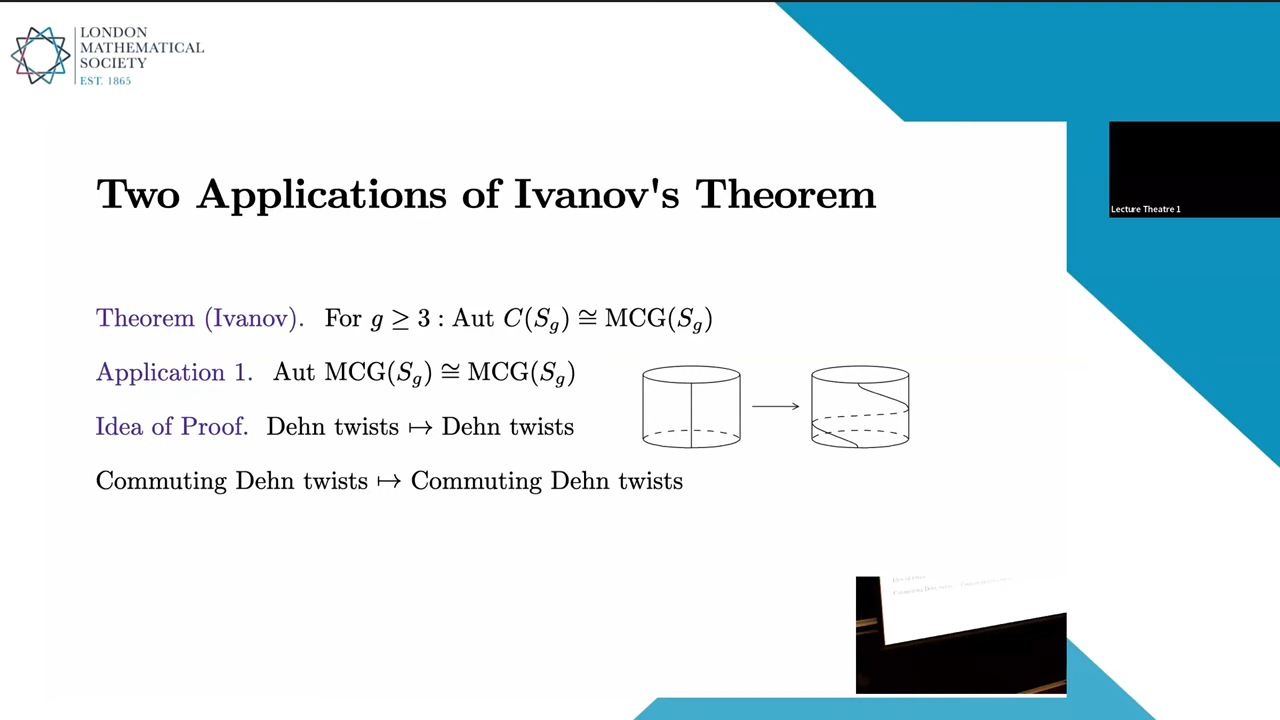 LONDON
MATHEMATICAL
SOCIETY
EST. 1865
Two Applications of Ivanov's Theorem
Lecture Theatre 1
Theorem (Ivanov). For g ≥ 3 : Aut C(S_g) ≅ MCG(S_g)
Application 1. Aut MCG(S_g) ≅ MCG(S_g)
Idea of Proof. Dehn twists ↦ Dehn twists
Commuting Dehn twists ↦ Commuting Dehn twists